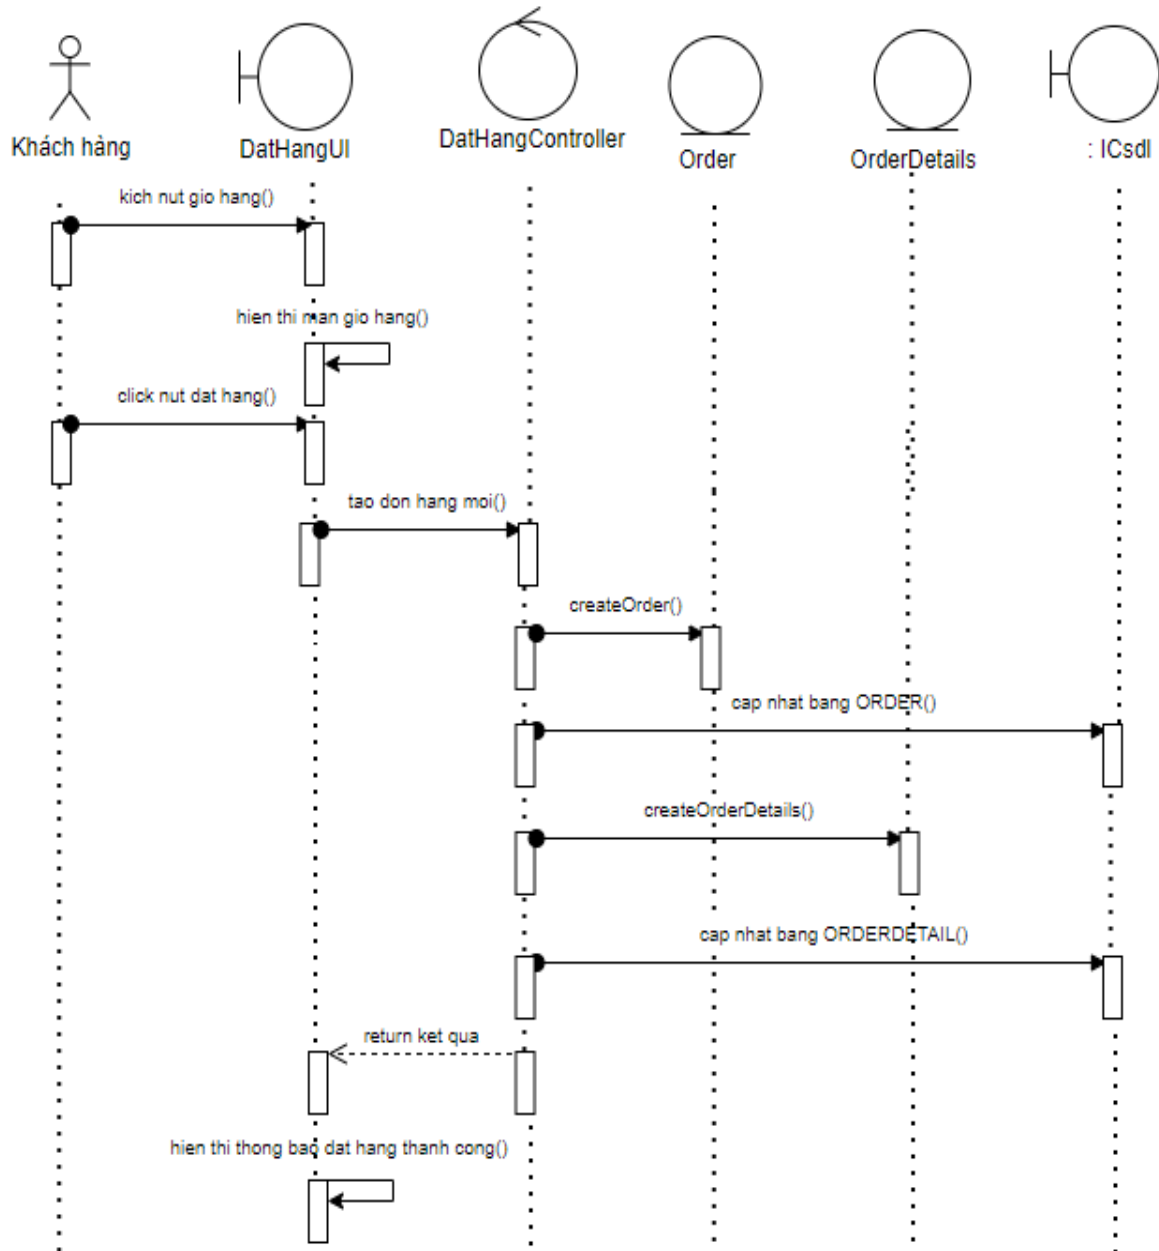 Khách hàng
DatHangUI
DatHangController
Order
OrderDetails
: ICsdl
kich nut gio hang()
hien thi man gio hang()
click nut dat hang()
tao don hang moi()
createOrder()
cap nhat bang ORDER()
createOrderDetails()
cap nhat bang ORDERDETAIL()
return ket qua
hien thi thong bao dat hang thanh cong()